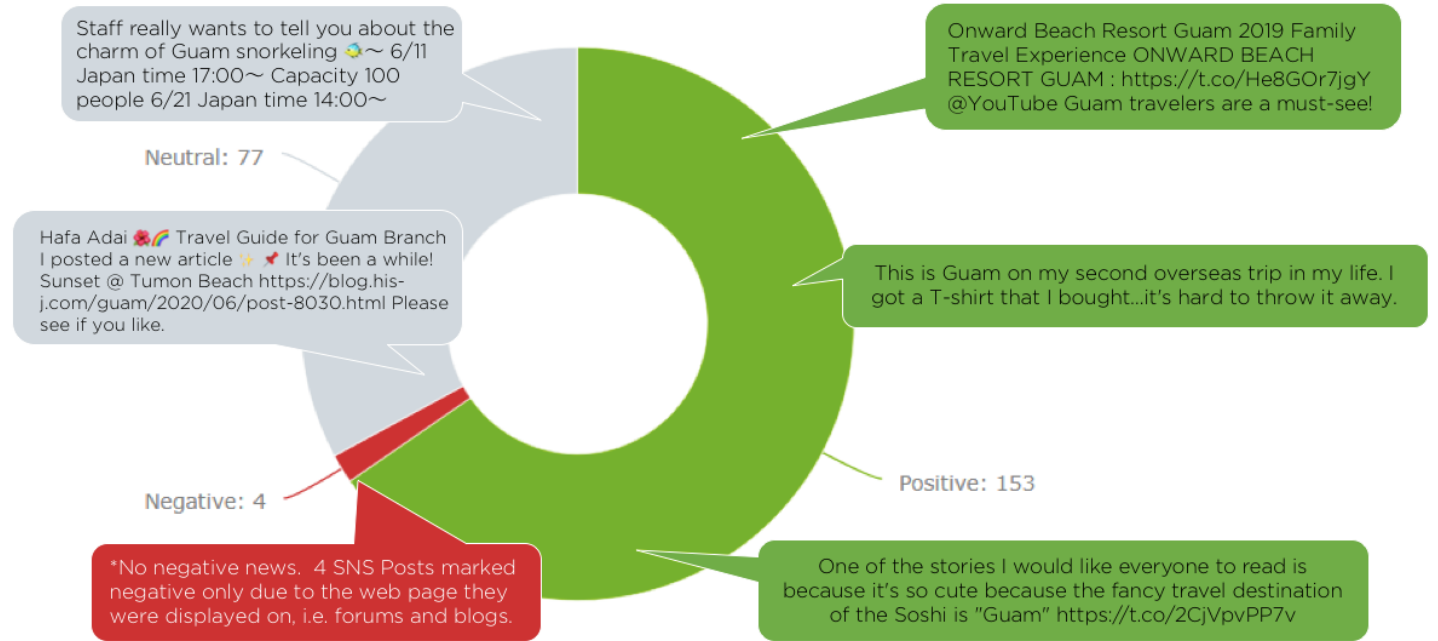 Staff really wants to tell you about the
charm of Guam snorkeling 🐠～ 6/11
Japan time 17:00～ Capacity 100
people 6/21 Japan time 14:00～
Onward Beach Resort Guam 2019 Family
Travel Experience ONWARD BEACH
RESORT GUAM : https://t.co/He8GOr7jgY
@YouTube Guam travelers are a must-see!
Neutral: 77
Hafa Adai 🌺🌈 Travel Guide for Guam Branch
I posted a new article ✨ 📌 It's been a while!
Sunset @ Tumon Beach https://blog.his-
j.com/guam/2020/06/post-8030.html Please
see if you like.
This is Guam on my second overseas trip in my life. I
got a T-shirt that I bought...it's hard to throw it away.
Negative: 4
Positive: 153
*No negative news.  4 SNS Posts marked
negative only due to the web page they
were displayed on, i.e. forums and blogs.
One of the stories I would like everyone to read is
because it's so cute because the fancy travel destination
of the Soshi is "Guam" https://t.co/2CjVpvPP7v